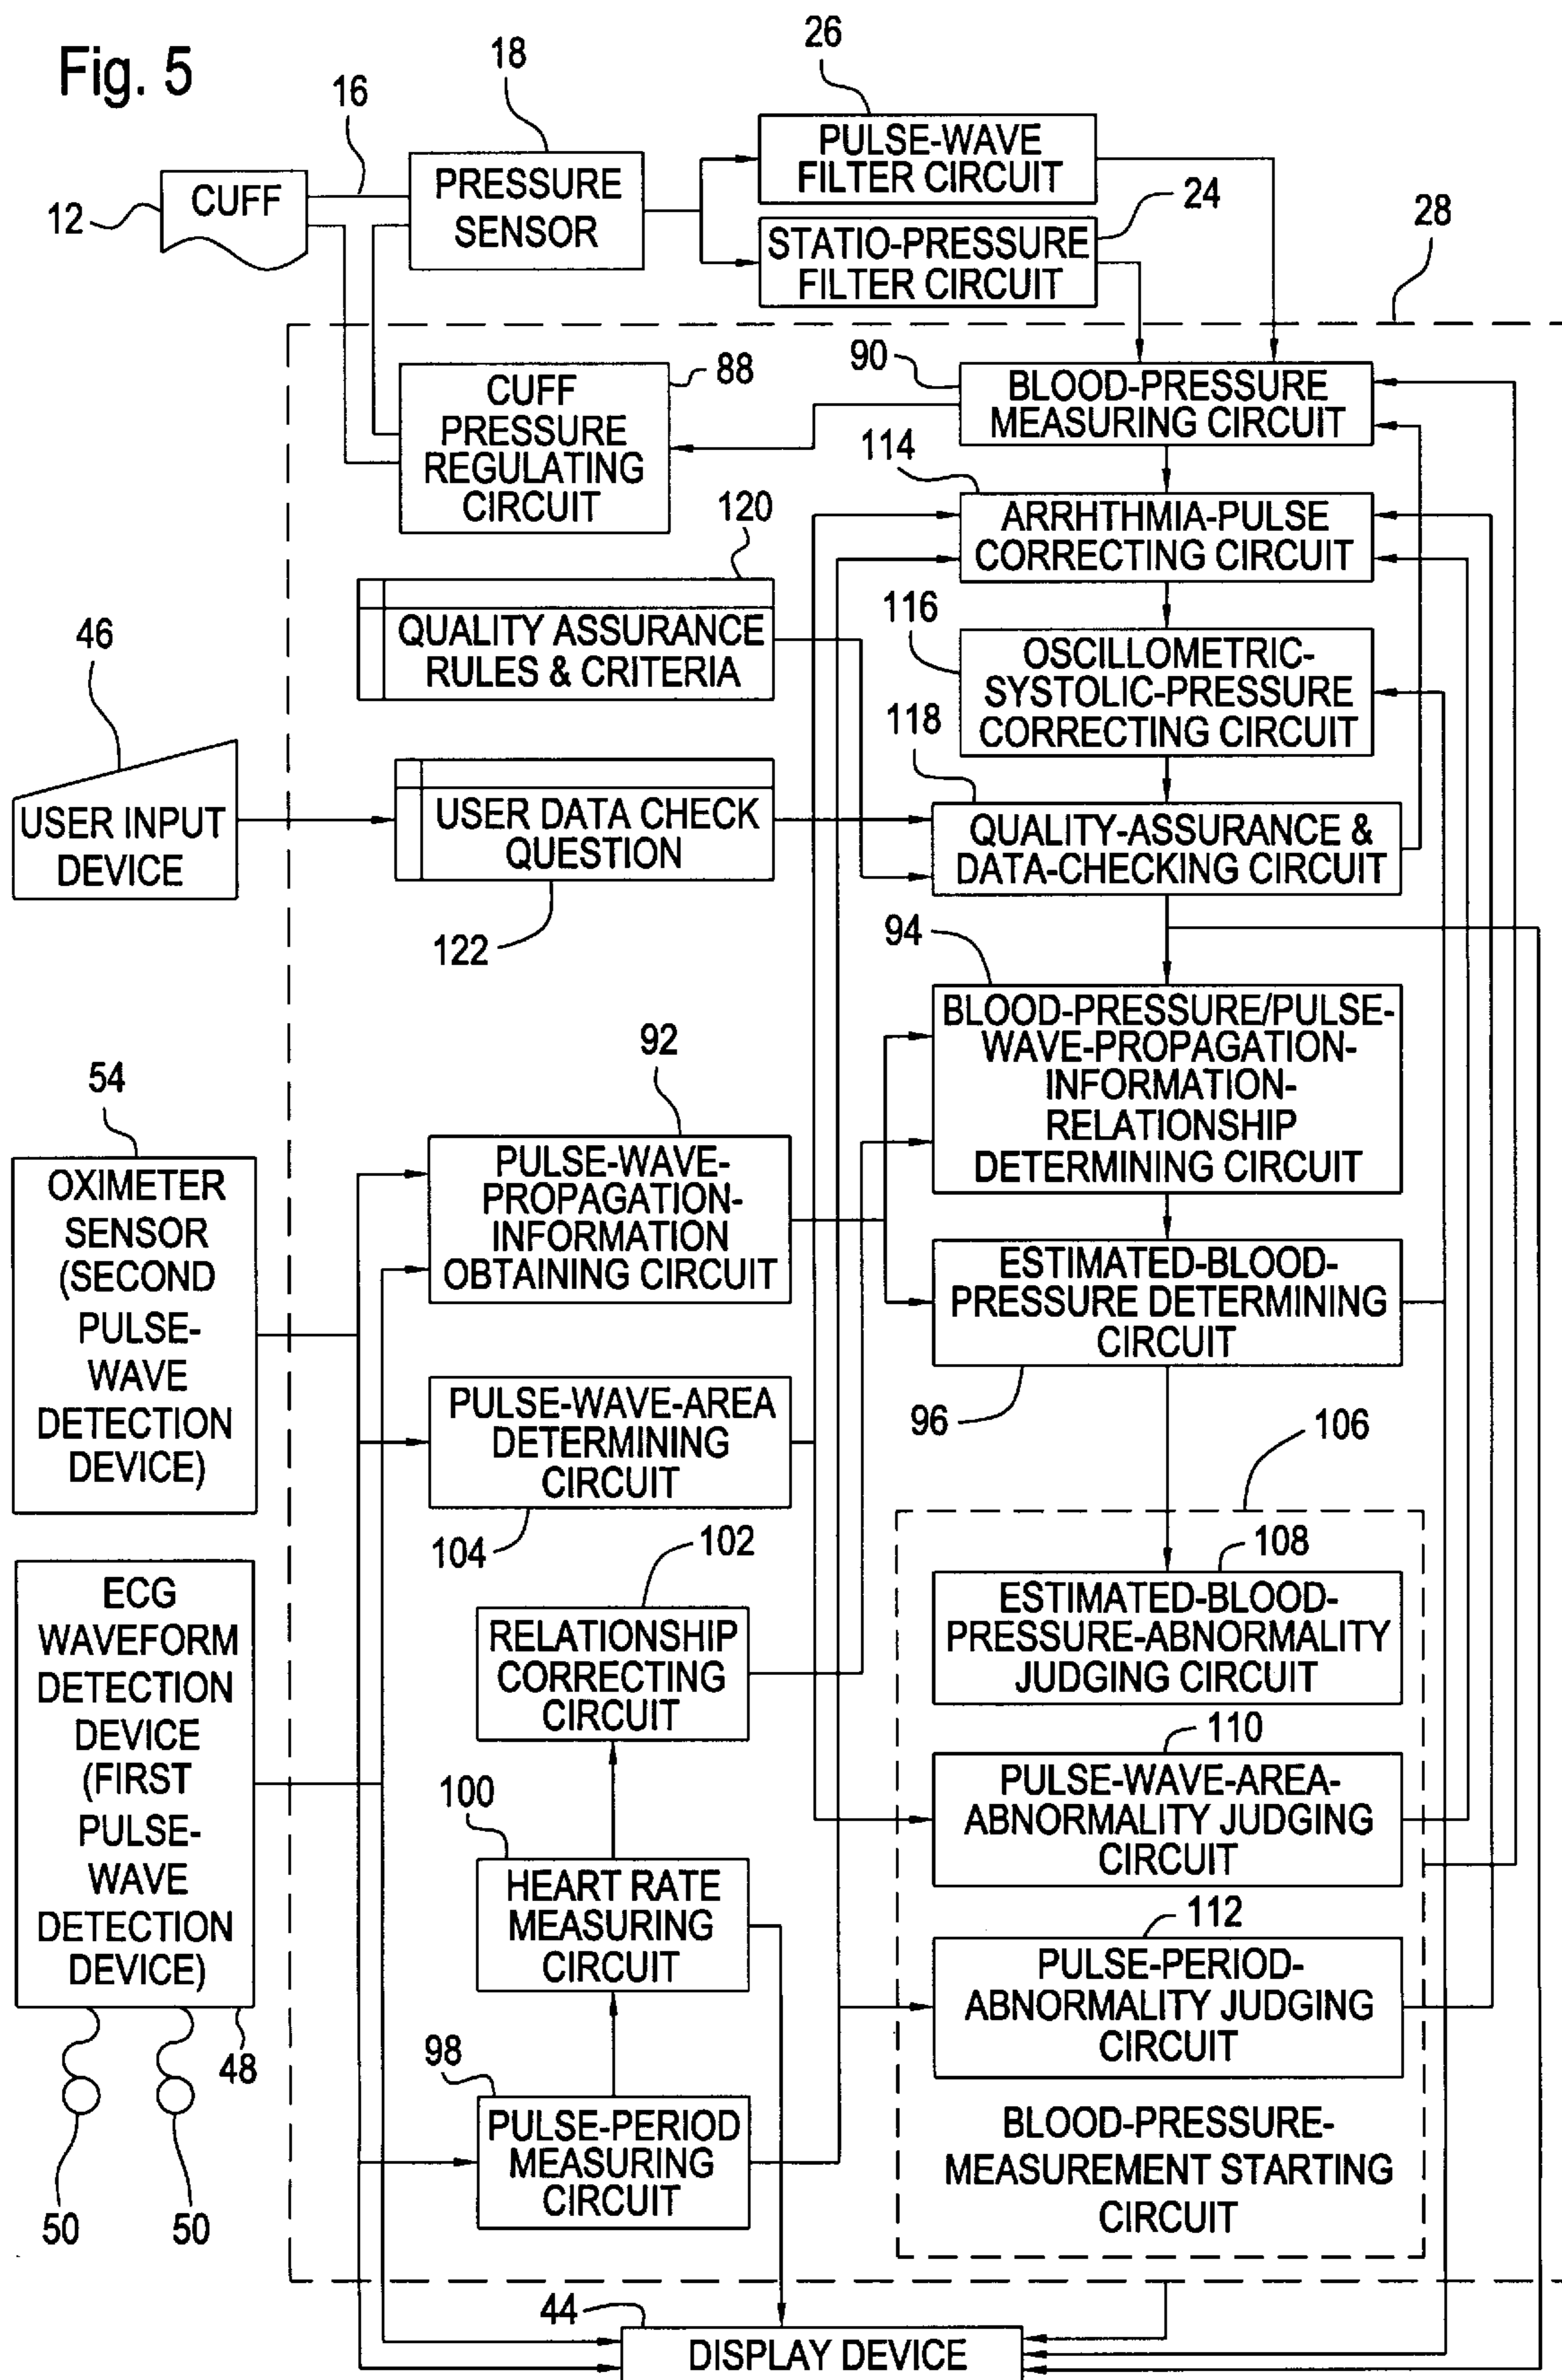 Fig. 5
26
18
16
PULSE-WAVE
FILTER CIRCUIT
PRESSURE
SENSOR
CUFF
12
24
28
STATIO-PRESSURE
FILTER CIRCUIT
90
BLOOD-PRESSURE
MEASURING CIRCUIT
88
CUFF
PRESSURE
REGULATING
CIRCUIT
114
ARRHTHMIA-PULSE
CORRECTING CIRCUIT
120
QUALITY ASSURANCE
RULES & CRITERIA
116
OSCILLOMETRIC-
SYSTOLIC-PRESSURE
CORRECTING CIRCUIT
46
USER INPUT
DEVICE
118
USER DATA CHECK
QUESTION
122
QUALITY-ASSURANCE &
DATA-CHECKING CIRCUIT
94
BLOOD-PRESSURE/PULSE-
WAVE-PROPAGATION-
INFORMATION-
RELATIONSHIP
DETERMINING CIRCUIT
92
PULSE-WAVE-
PROPAGATION-
INFORMATION
OBTAINING CIRCUIT
54
OXIMETER
SENSOR
(SECOND
PULSE-
WAVE
DETECTION
DEVICE)
ESTIMATED-BLOOD-
PRESSURE DETERMINING
CIRCUIT
96
PULSE-WAVE-AREA
DETERMINING
CIRCUIT
104
106
102
RELATIONSHIP
CORRECTING
CIRCUIT
108
ESTIMATED-BLOOD-
PRESSURE-ABNORMALITY
JUDGING CIRCUIT
ECG
WAVEFORM
DETECTION
DEVICE
(FIRST
PULSE-
WAVE
DETECTION
DEVICE)
48
50
50
110
PULSE-WAVE-AREA-
ABNORMALITY JUDGING
CIRCUIT
100
HEART RATE
MEASURING
CIRCUIT
112
PULSE-PERIOD-
ABNORMALITY JUDGING
CIRCUIT
98
PULSE-PERIOD
MEASURING
CIRCUIT
BLOOD-PRESSURE-
MEASUREMENT STARTING
CIRCUIT
44
DISPLAY DEVICE